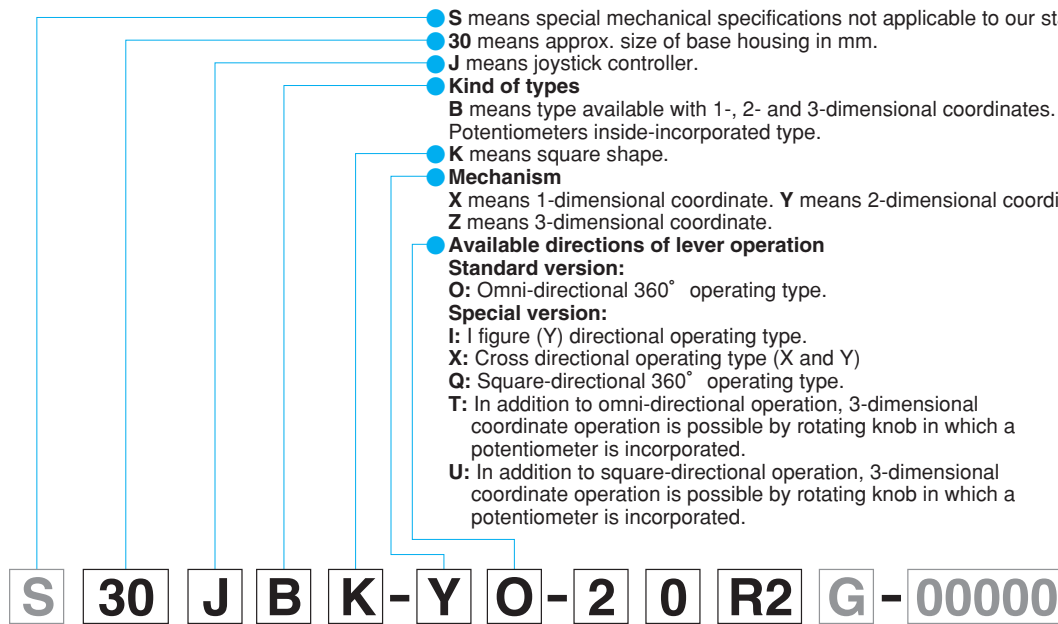 S means special mechanical specifications not applicable to our
30 means approx. size of base housing in mm.
J means joystick controller.
Kind of types
B means type available with 1-, 2- and 3-dimensional coordinates.
Potentiometers inside-incorporated type.
K means square shape.
Mechanism
X means 1-dimensional coordinate. Y means 2-dimensional
Z means 3-dimensional coordinate.
Available directions of lever operation
Standard version:
O: Omni-directional 360° operating type.
Special version:
I: I figure (Y) directional operating type.
X: Cross directional operating type (X and Y)
Q: Square-directional 360° operating type.
T: In addition to omni-directional operation, 3-dimensional
coordinate operation is possible by rotating knob in which a
potentiometer is incorporated.
U: In addition to square-directional operation, 3-dimensional
coordinate operation is possible by rotating knob in which a
potentiometer is incorporated.
S 30 J B K - Y O - 2 0 R2 G - 00000